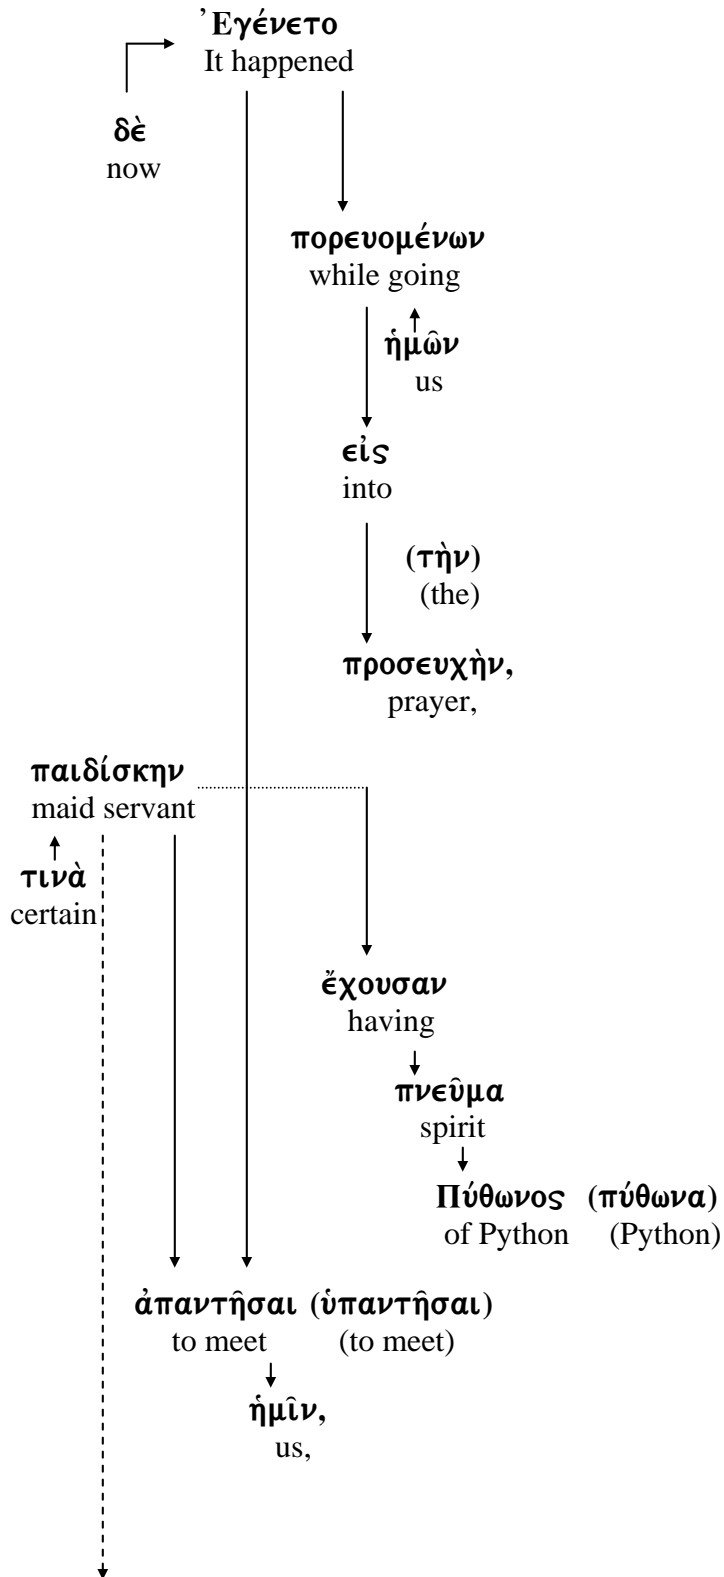 ᾿Εγένετο
It happened
δὲ
now
πορευομένων
while going
ἡμῶν
us
εἰς
into
(τὴν)
(the)
προσευχὴν,
prayer,
παιδίσκην
maid servant
τινὰ
certain
ἔχουσαν
having
πνεῦμα
spirit
Πύθωνος (πύθωνα)
of Python (Python)
ἀπαντῆσαι (ὑπαντῆσαι)
to meet (to meet)
ἡμῖν,
us,